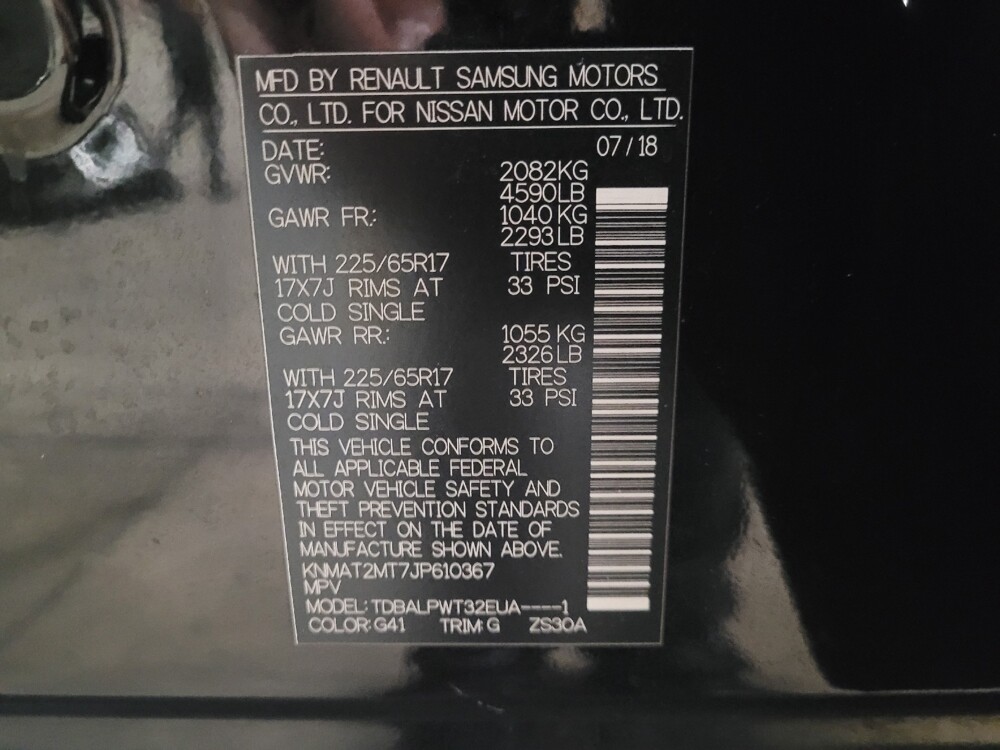 MFD BY RENAULT SAMSUNG MOTORS
CO., LTD. FOR NISSAN MOTOR CO., LTD.
DATE: 07/18
GVWR: 2082KG
4590LB
GAWR FR.: 1040KG
2293LB
WITH 225/65R17 TIRES
17X7J RIMS AT 33 PSI
COLD SINGLE
GAWR RR.: 1055KG
2326LB
WITH 225/65R17 TIRES
17X7J RIMS AT 33 PSI
COLD SINGLE
THIS VEHICLE CONFORMS TO
ALL APPLICABLE FEDERAL
MOTOR VEHICLE SAFETY AND
THEFT PREVENTION STANDARDS
IN EFFECT ON THE DATE OF
MANUFACTURE SHOWN ABOVE.
KNMAT2MT7JP610367
MPV
MODEL: TDBALPWT32EUA----1
COLOR: G41 TRIM: G ZS30A